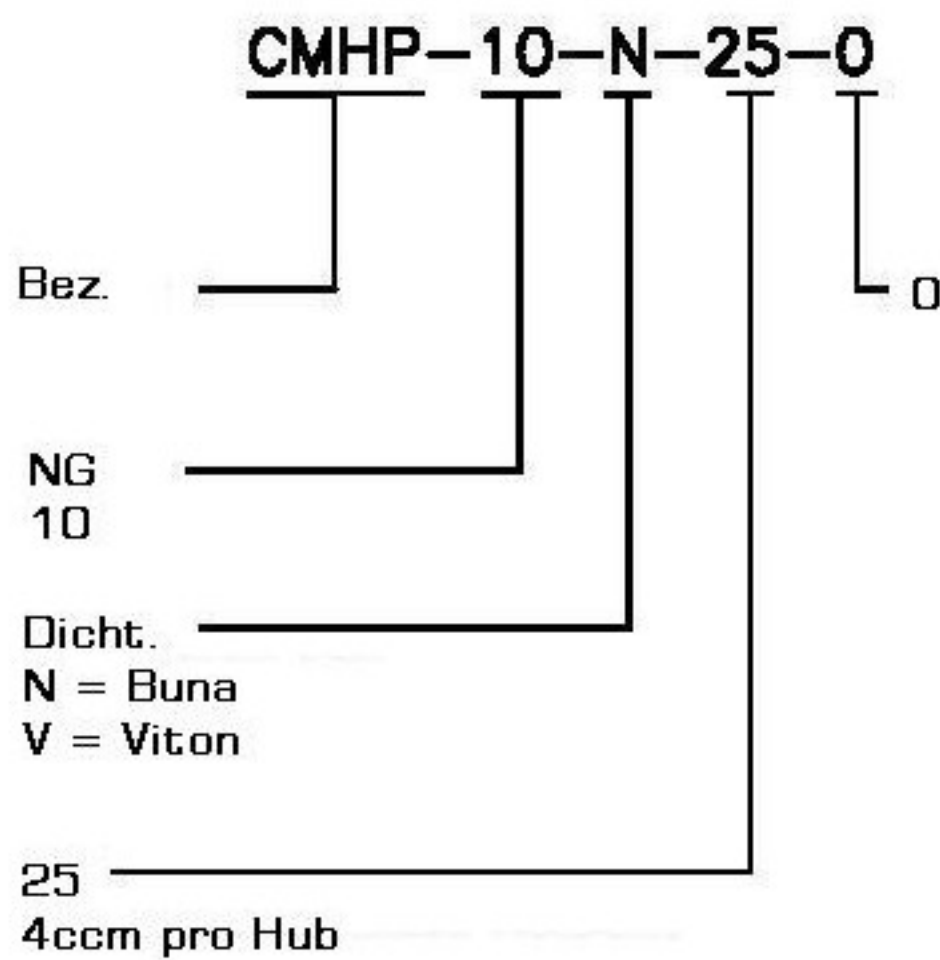 CMHP-10-N-25-0
Bez.
0
NG
10
Dicht.
N = Buna
V = Viton
25
4ccm pro Hub